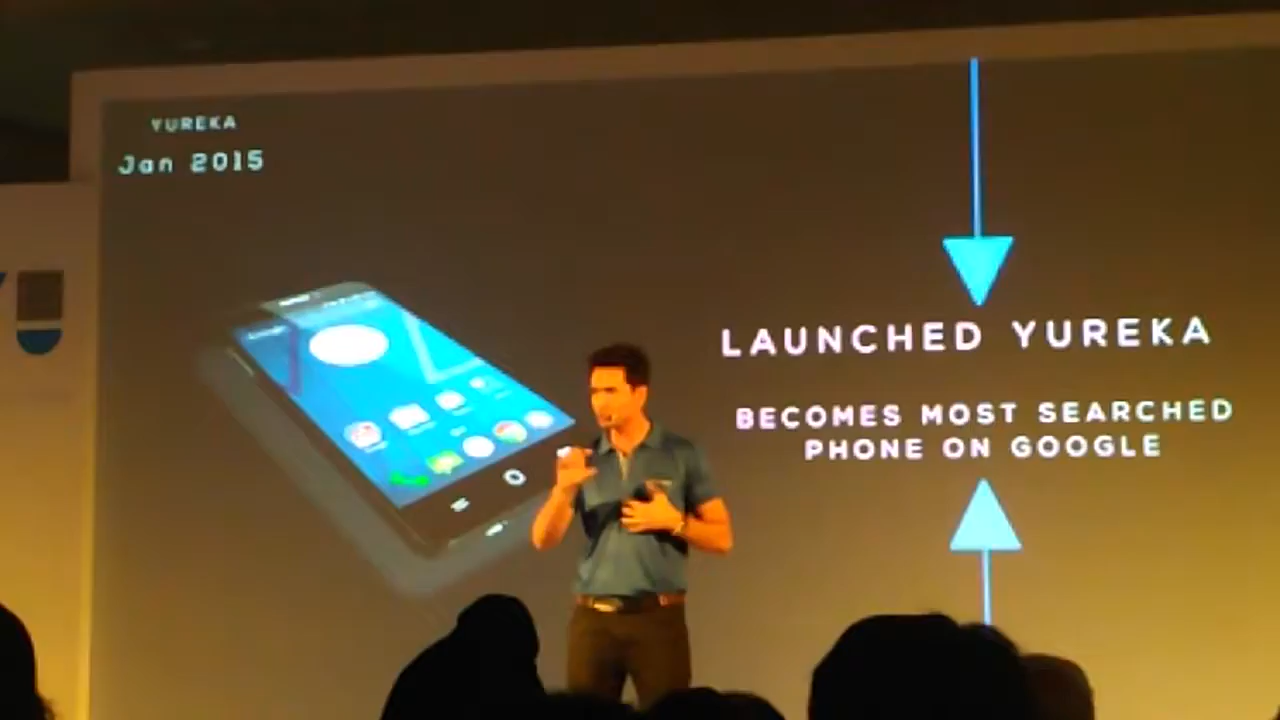 YUREKA
Jan 2015
LAUNCHED YUREKA
BECOMES MOST SEARCHED
PHONE ON GOOGLE